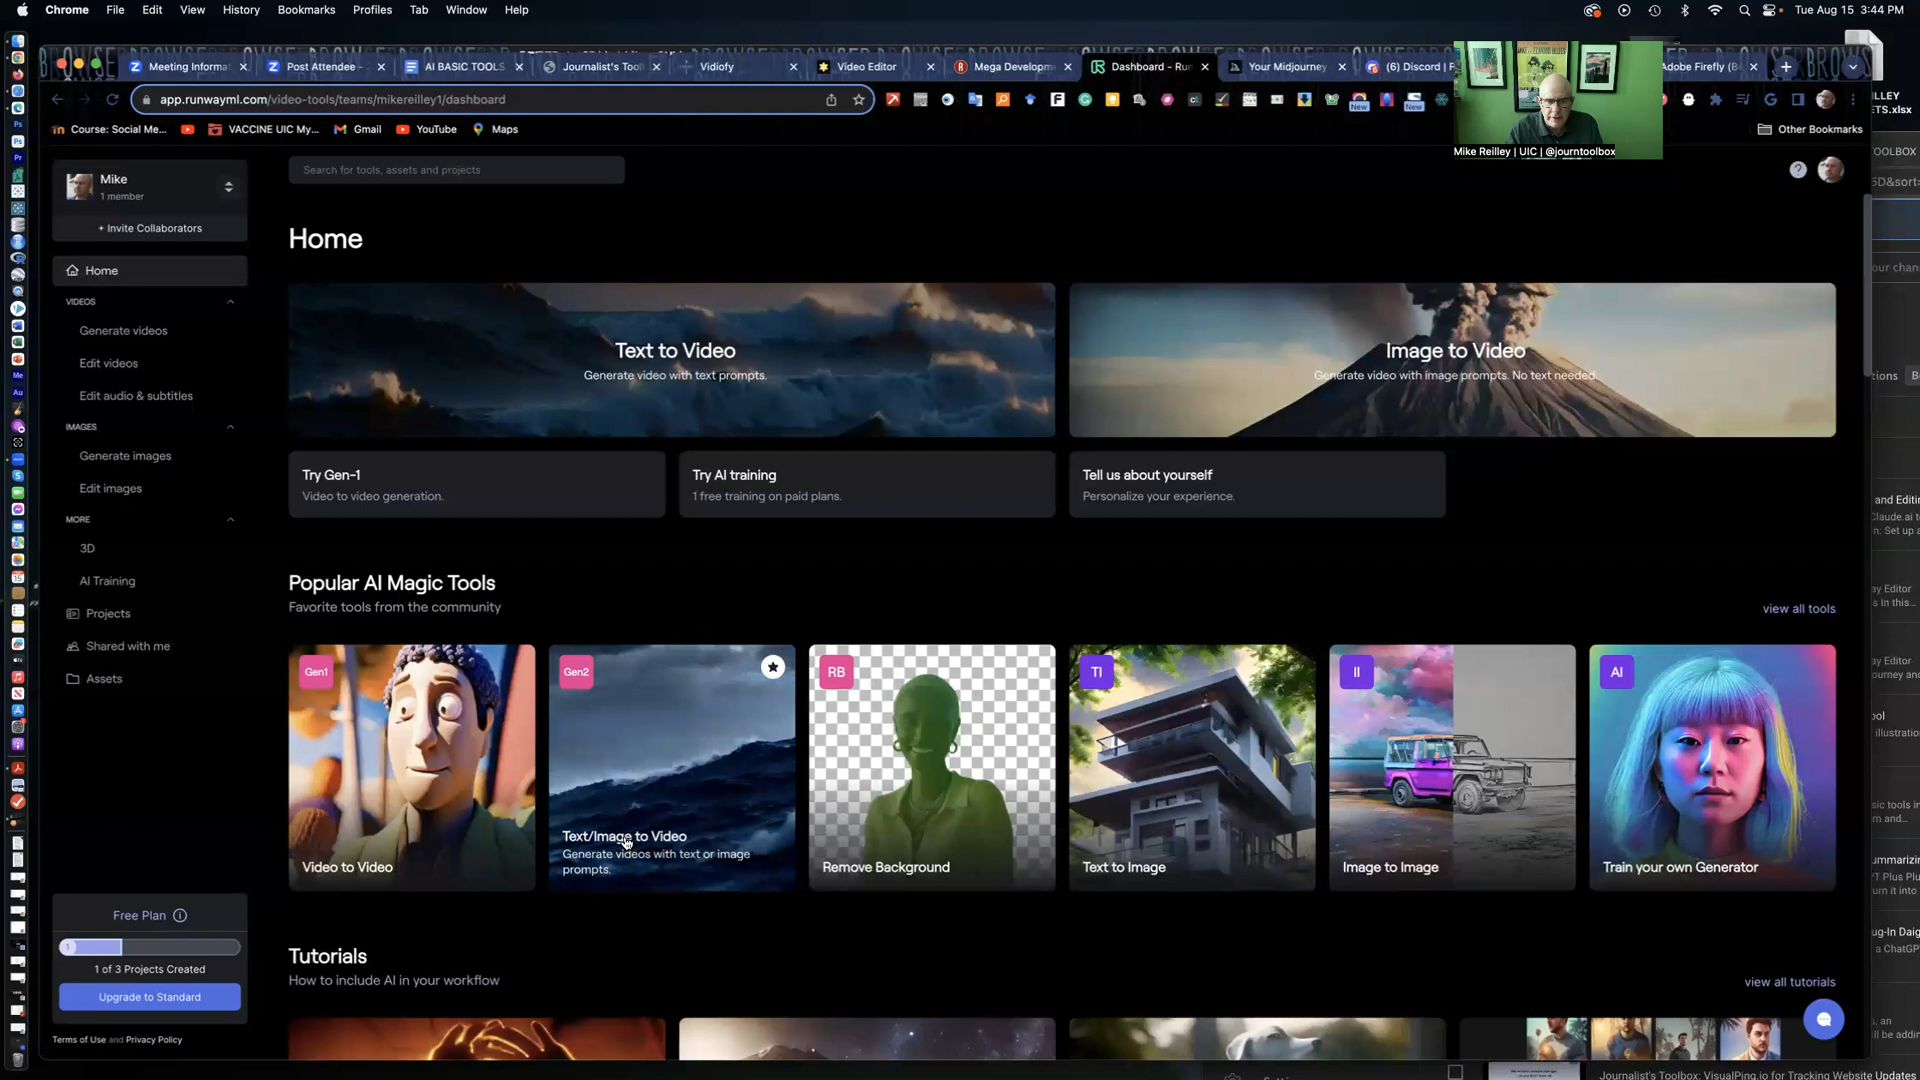 Chrome File Edit View History Bookmarks Profiles Tab Window Help
Tue Aug 15 3:44 PM
Meeting Informat
Post Attendee -
AI BASIC TOOLS
Journalist's Tool
Vidiofy
Video Editor
Mega Developm
Dashboard - Run
Your Midjourney
(6) Discord | F
Adobe Firefly (B
app.runwayml.com/video-tools/teams/mikereilley1/dashboard
New
New
Course: Social Me...
VACCINE UIC My...
Gmail
YouTube
Maps
Other Bookmarks
Mike Reilley | UIC | @journtoolbox
Mike
1 member
+ Invite Collaborators
Search for tools, assets and projects
Home
VIDEOS
Generate videos
Edit videos
Edit audio & subtitles
IMAGES
Generate images
Edit images
MORE
3D
AI Training
Projects
Shared with me
Assets
Free Plan
1
1 of 3 Projects Created
Upgrade to Standard
Terms of Use and Privacy Policy
Home
Text to Video
Generate video with text prompts.
Image to Video
Generate video with image prompts. No text needed.
Try Gen-1
Video to video generation.
Try AI training
1 free training on paid plans.
Tell us about yourself
Personalize your experience.
Popular AI Magic Tools
Favorite tools from the community
view all tools
Gen1
Video to Video
Gen2
Text/Image to Video
Generate videos with text or image
prompts.
RB
Remove Background
TI
Text to Image
II
Image to Image
AI
Train your own Generator
Tutorials
How to include AI in your workflow
view all tutorials
Journalist's Toolbox: VisualPing.io for Tracking Website Updates